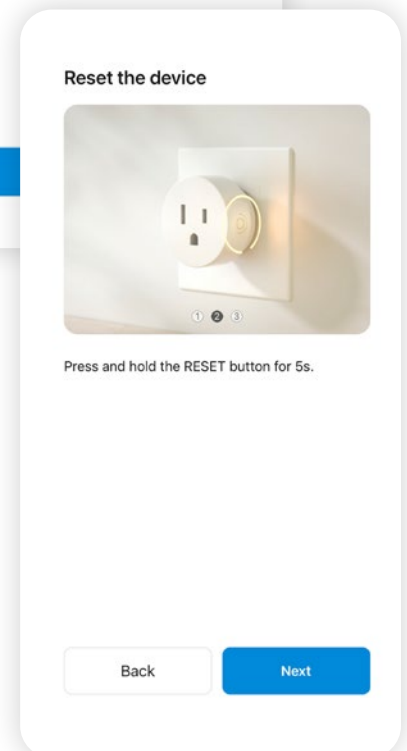 Reset the device
1 2 3
Press and hold the RESET button for 5s.
Back
Next